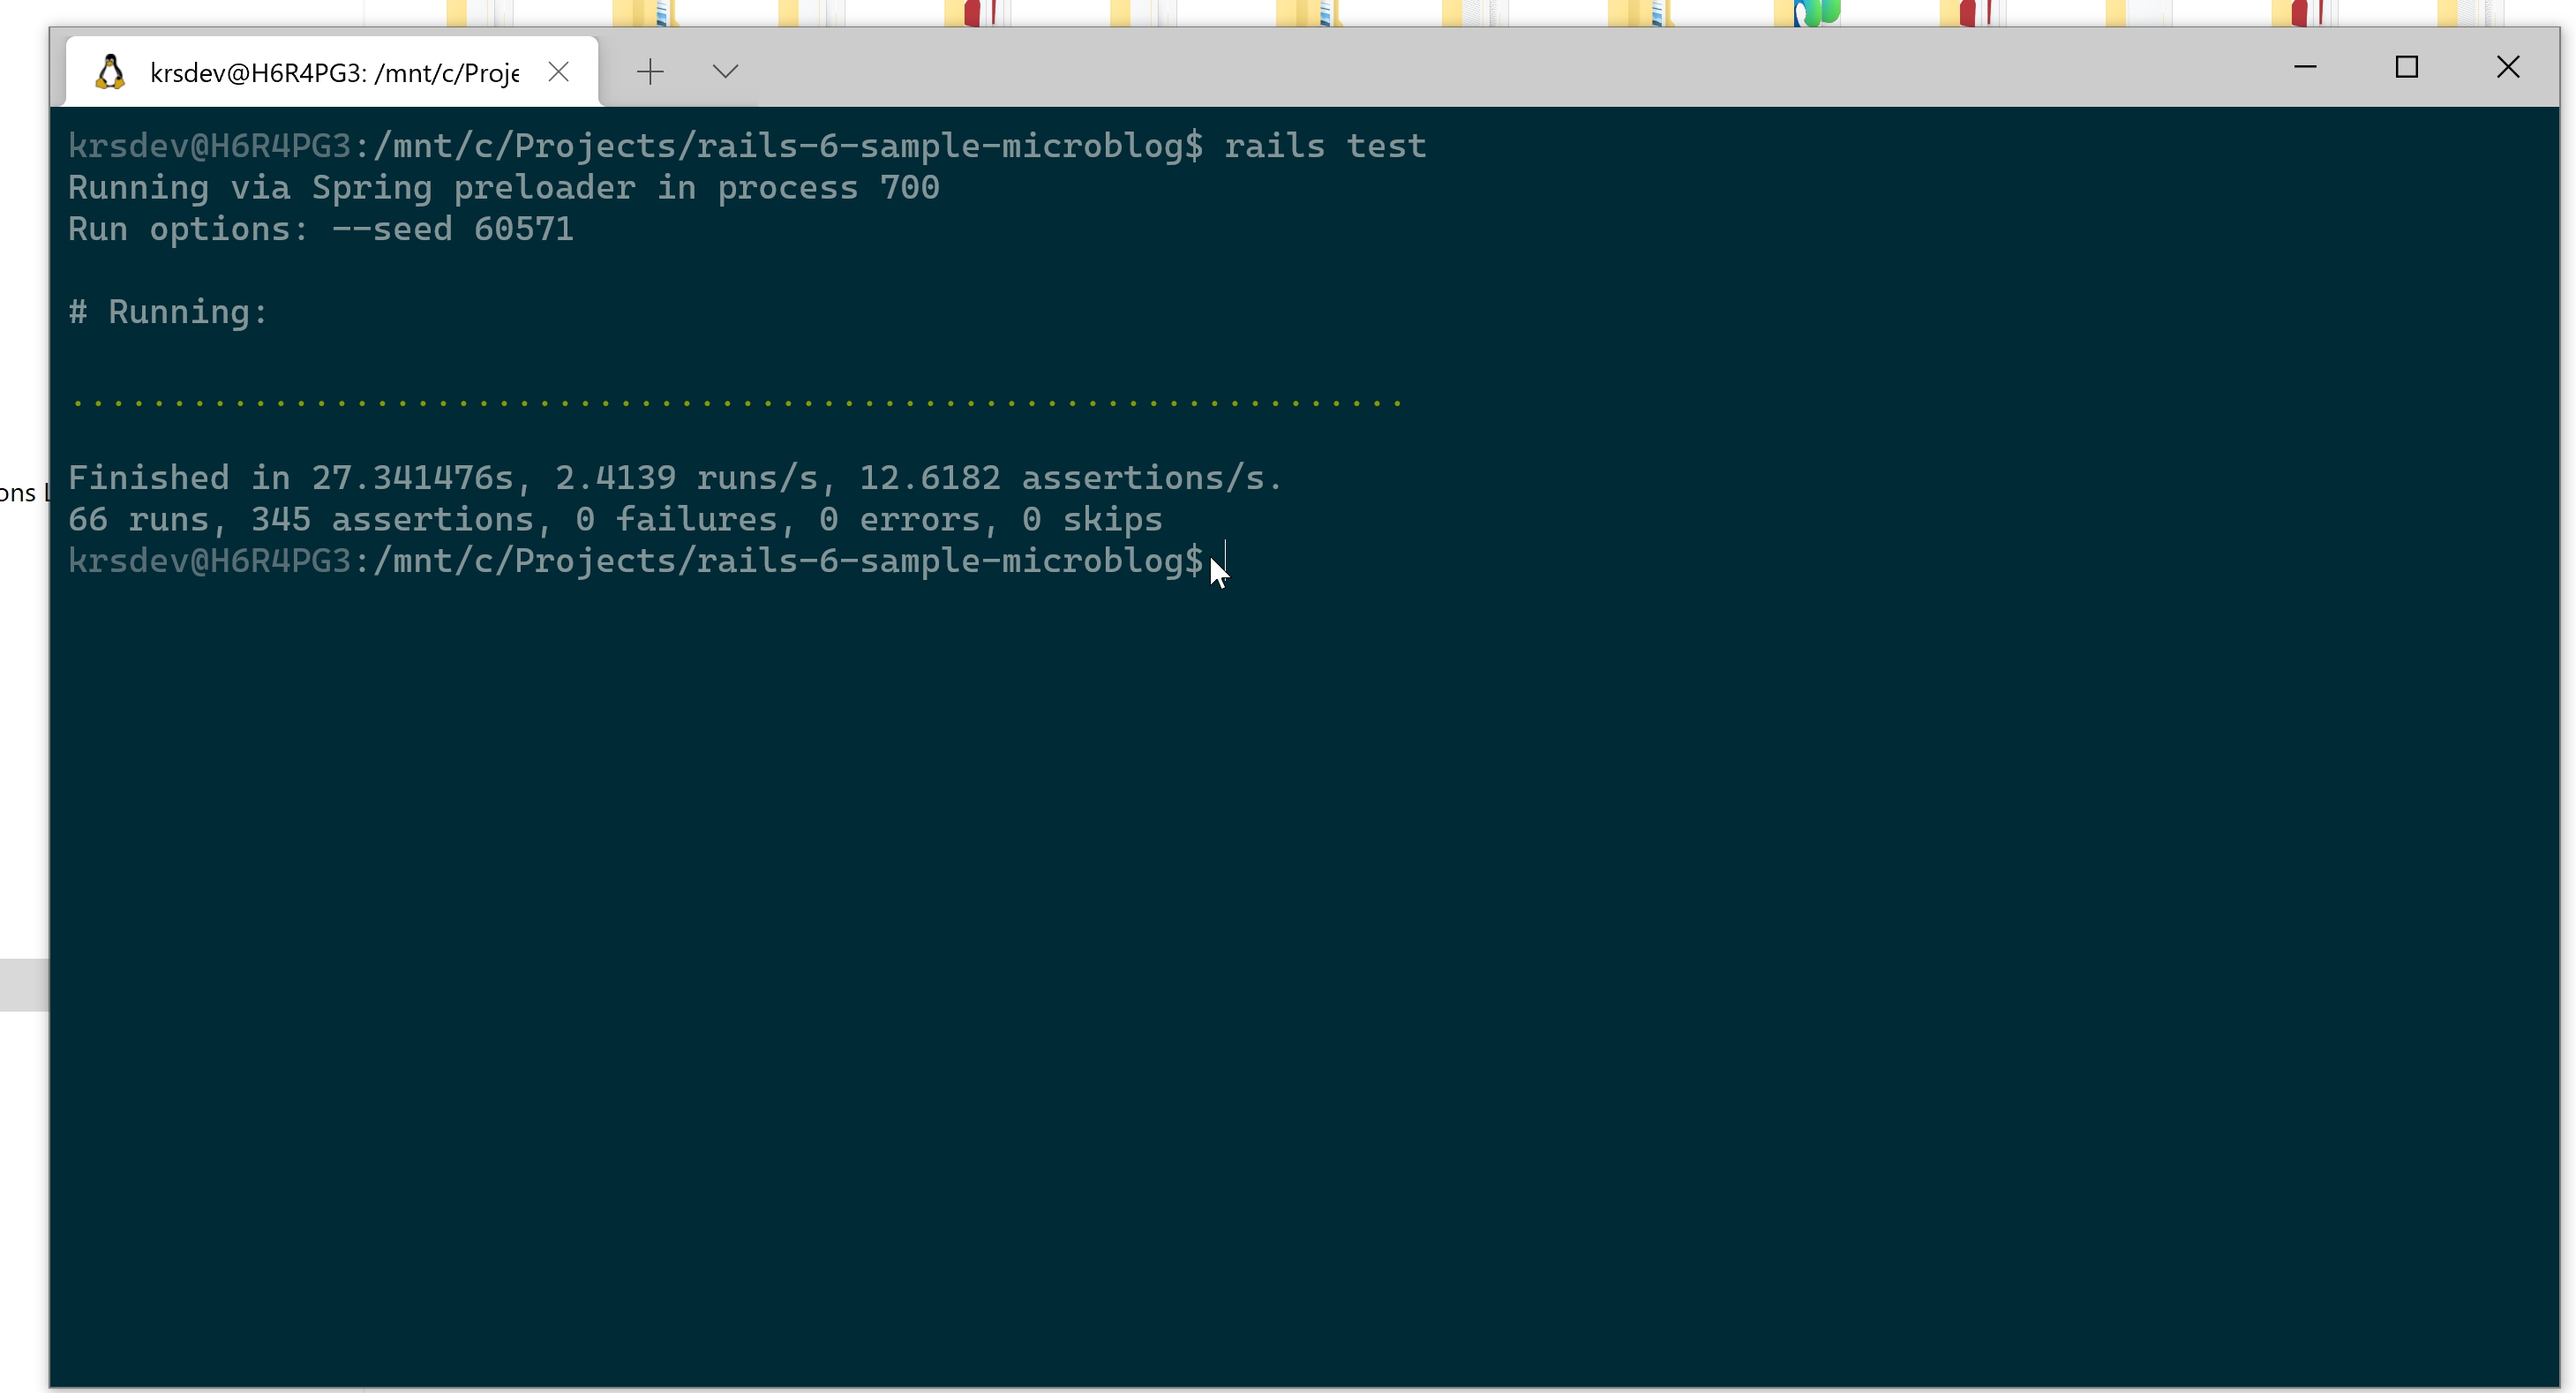 krsdev@H6R4PG3: /mnt/c/Proje
krsdev@H6R4PG3:/mnt/c/Projects/rails-6-sample-microblog$ rails test
Running via Spring preloader in process 700
Run options: --seed 60571
# Running:
..................................................................
ons L
Finished in 27.341476s, 2.4139 runs/s, 12.6182 assertions/s.
66 runs, 345 assertions, 0 failures, 0 errors, 0 skips
krsdev@H6R4PG3:/mnt/c/Projects/rails-6-sample-microblog$